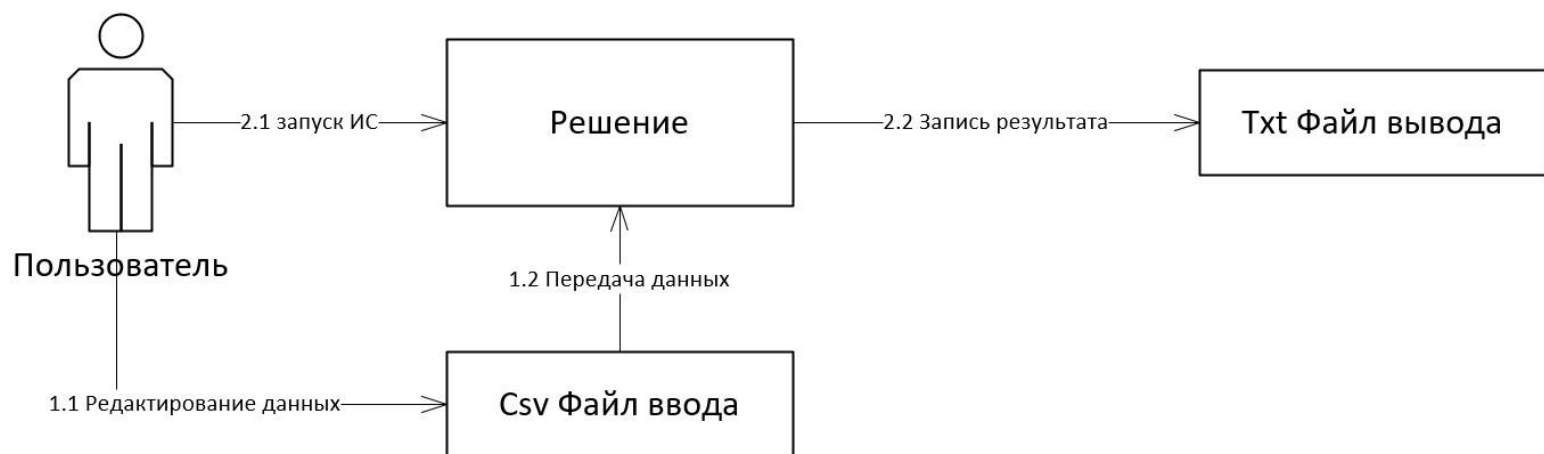 2.1 запуск ИС
Решение
2.2 Запись результата
Txt Файл вывода
Пользователь
1.2 Передача данных
1.1 Редактирование данных
Csv Файл ввода